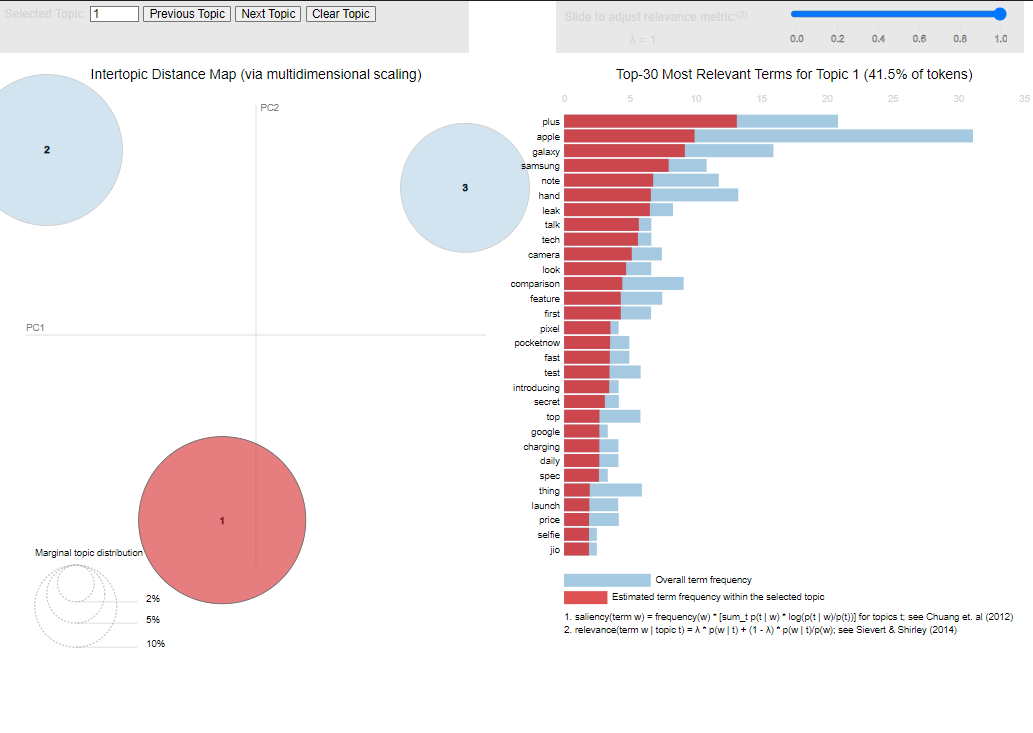 Selected Topic: 1 Previous Topic Next Topic Clear Topic
Slide to adjust relevance metric:(2)
λ = 1
0.0 0.2 0.4 0.6 0.8 1.0
Intertopic Distance Map (via multidimensional scaling)
PC2
PC1
2
3
1
Marginal topic distribution
2%
5%
10%
Top-30 Most Relevant Terms for Topic 1 (41.5% of tokens)
0 5 10 15 20 25 30 35
plus
apple
galaxy
samsung
note
hand
leak
talk
tech
camera
look
comparison
feature
first
pixel
pocketnow
fast
test
introducing
secret
top
google
charging
daily
spec
thing
launch
price
selfie
jio
Overall term frequency
Estimated term frequency within the selected topic
1. saliency(term w) = frequency(w) * [sum_t p(t | w) * log(p(t | w)/p(t))] for topics t; see Chuang et. al (2012)
2. relevance(term w | topic t) = λ * p(w | t) + (1 - λ) * p(w | t)/p(w); see Sievert & Shirley (2014)